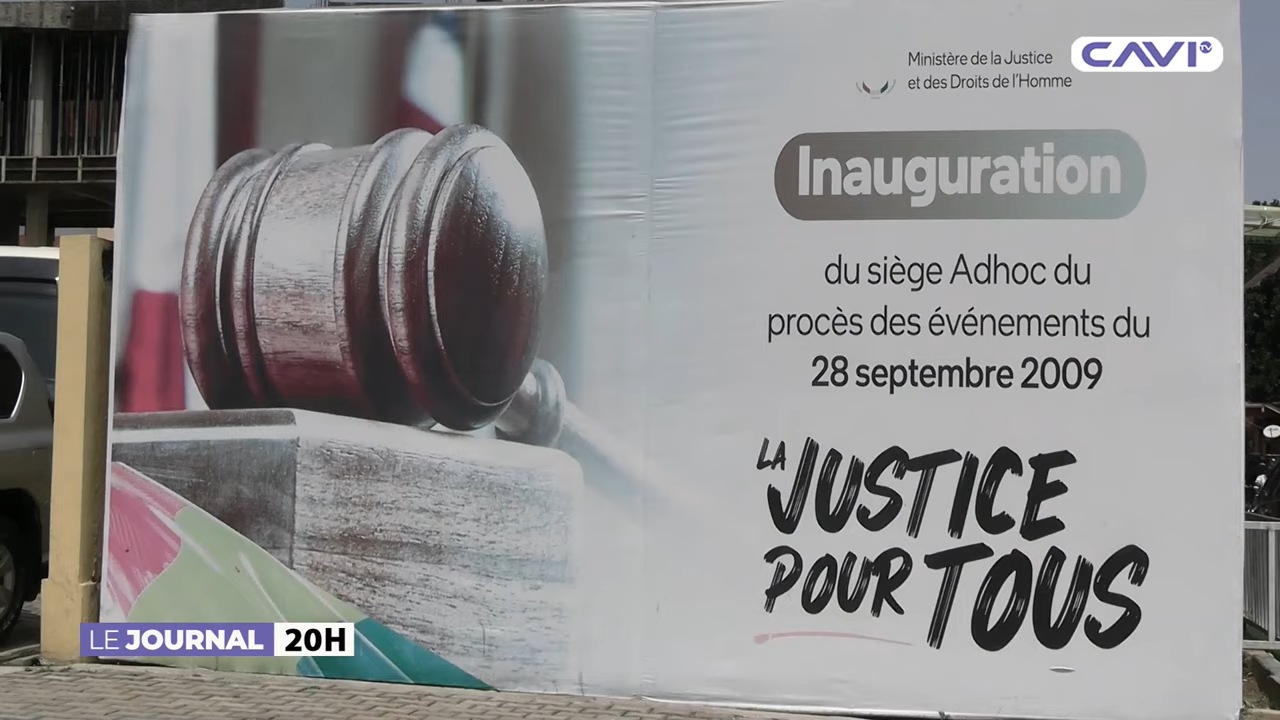 Ministère de la Justice
et des Droits de l'Homme
CAVI TV
Inauguration
du siège Adhoc du
procès des événements du
28 septembre 2009
LA JUSTICE
POUR TOUS
LE JOURNAL 20H